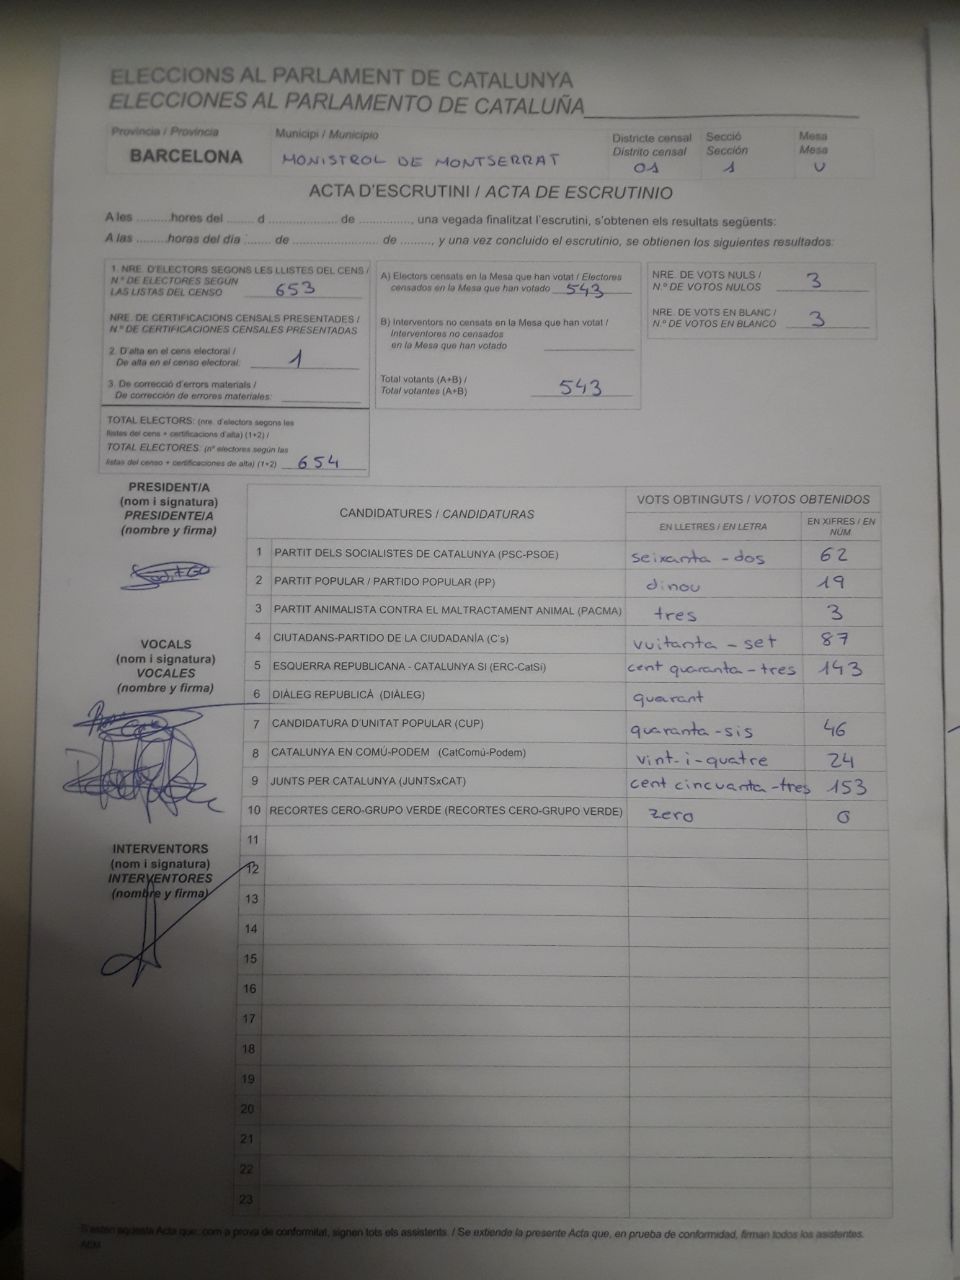 ELECCIONS AL PARLAMENT DE CATALUNYA
ELECCIONES AL PARLAMENTO DE CATALUÑA
Província / Provincia
BARCELONA
Municipi / Municipio
MONISTROL DE MONTSERRAT
Districte censal
Distrito censal
01
Secció
Sección
1
Mesa
Mesa
U
ACTA D'ESCRUTINI / ACTA DE ESCRUTINIO
A les ..........hores del ........ d .................... de ..............., una vegada finalitzat l'escrutini, s'obtenen els resultats següents:
A las .........horas del día ........ de ........................ de ........., y una vez concluido el escrutinio, se obtienen los siguientes resultados:
1. NRE. D'ELECTORS SEGONS LES LLISTES DEL CENS /
N.º DE ELECTORES SEGÚN
LAS LISTAS DEL CENSO 653
NRE. DE CERTIFICACIONS CENSALS PRESENTADES /
N.º DE CERTIFICACIONES CENSALES PRESENTADAS
2. D'alta en el cens electoral /
De alta en el censo electoral: 1
3. De correcció d'errors materials /
De corrección de errores materiales:
TOTAL ELECTORS: (nre. d'electors segons les
llistes del cens + certificacions d'alta) (1+2) /
TOTAL ELECTORES: (nº electores según las
listas del censo + certificaciones de alta) (1+2) 654
A) Electors censats en la Mesa que han votat / Electores
censados en la Mesa que han votado 543
B) Interventors no censats en la Mesa que han votat /
Interventores no censados
en la Mesa que han votado
Total votants (A+B) /
Total votantes (A+B) 543
NRE. DE VOTS NULS /
N.º DE VOTOS NULOS 3
NRE. DE VOTS EN BLANC /
N.º DE VOTOS EN BLANCO 3
PRESIDENT/A
(nom i signatura)
PRESIDENTE/A
(nombre y firma)
VOCALS
(nom i signatura)
VOCALES
(nombre y firma)
INTERVENTORS
(nom i signatura)
INTERVENTORES
(nombre y firma)
CANDIDATURES / CANDIDATURAS
VOTS OBTINGUTS / VOTOS OBTENIDOS
EN LLETRES / EN LETRA
EN XIFRES / EN
NÚM.
1 PARTIT DELS SOCIALISTES DE CATALUNYA (PSC-PSOE) seixanta - dos 62
2 PARTIT POPULAR / PARTIDO POPULAR (PP) dinou 19
3 PARTIT ANIMALISTA CONTRA EL MALTRACTAMENT ANIMAL (PACMA) tres 3
4 CIUTADANS-PARTIDO DE LA CIUDADANÍA (C's) vuitanta - set 87
5 ESQUERRA REPUBLICANA - CATALUNYA SI (ERC-CatSí) cent quaranta - tres 143
6 DIÀLEG REPUBLICÀ (DIÀLEG) quarant
7 CANDIDATURA D'UNITAT POPULAR (CUP) quaranta - sis 46
8 CATALUNYA EN COMÚ-PODEM (CatComú-Podem) vint-i-quatre 24
9 JUNTS PER CATALUNYA (JUNTSxCAT) cent cincuanta - tres 153
10 RECORTES CERO-GRUPO VERDE (RECORTES CERO-GRUPO VERDE) zero 0
11
12
13
14
15
16
17
18
19
20
21
22
23
S'estén aquesta Acta que, com a prova de conformitat, signen tots els assistents. / Se extiende la presente Acta que, en prueba de conformidad, firman todos los asistentes.